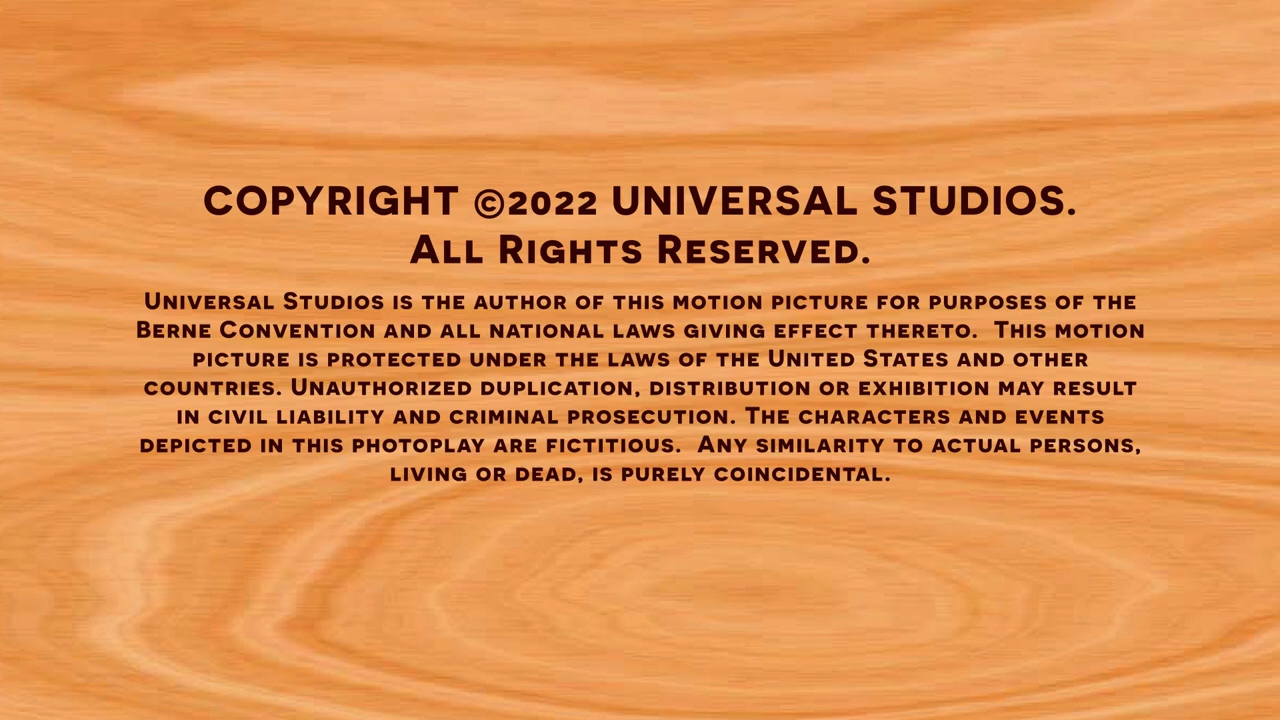 COPYRIGHT ©2022 UNIVERSAL STUDIOS.
ALL RIGHTS RESERVED.
UNIVERSAL STUDIOS IS THE AUTHOR OF THIS MOTION PICTURE FOR PURPOSES OF THE
BERNE CONVENTION AND ALL NATIONAL LAWS GIVING EFFECT THERETO.  THIS MOTION
PICTURE IS PROTECTED UNDER THE LAWS OF THE UNITED STATES AND OTHER
COUNTRIES. UNAUTHORIZED DUPLICATION, DISTRIBUTION OR EXHIBITION MAY RESULT
IN CIVIL LIABILITY AND CRIMINAL PROSECUTION. THE CHARACTERS AND EVENTS
DEPICTED IN THIS PHOTOPLAY ARE FICTITIOUS.  ANY SIMILARITY TO ACTUAL PERSONS,
LIVING OR DEAD, IS PURELY COINCIDENTAL.